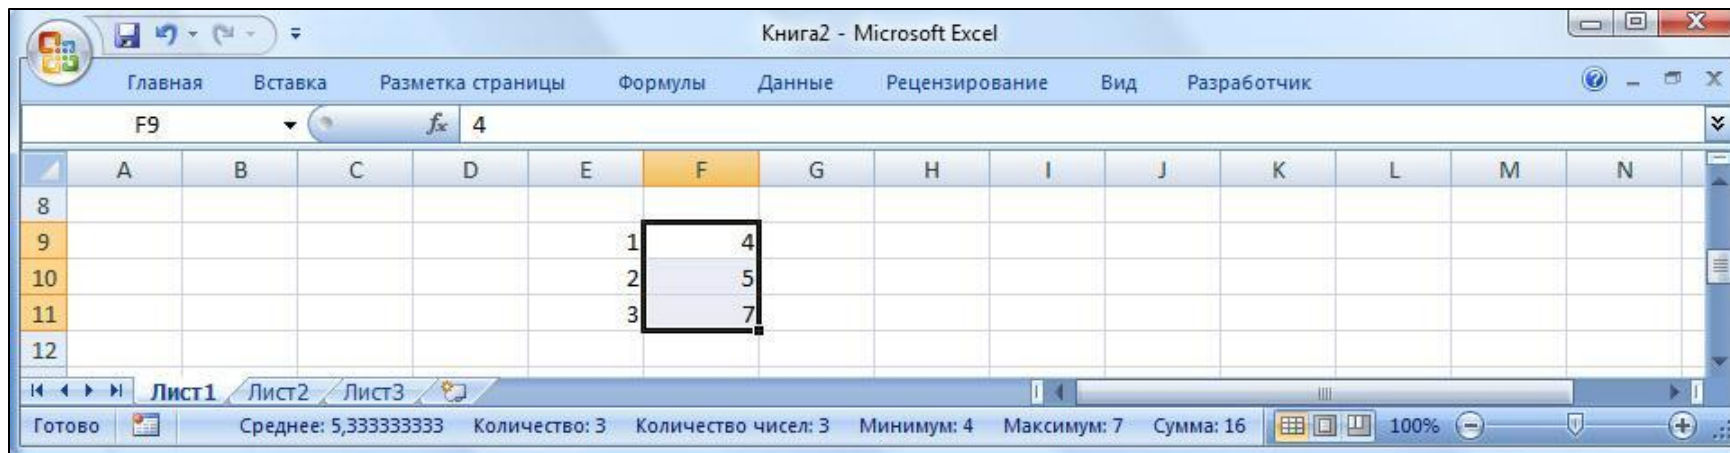 Книга2 - Microsoft Excel
Главная Вставка Разметка страницы Формулы Данные Рецензирование Вид Разработчик
F9 fx 4
A B C D E F G H I J K L M N
8
9 1 4
10 2 5
11 3 7
12
Лист1 Лист2 Лист3
Готово Среднее: 5,333333333 Количество: 3 Количество чисел: 3 Минимум: 4 Максимум: 7 Сумма: 16 100%